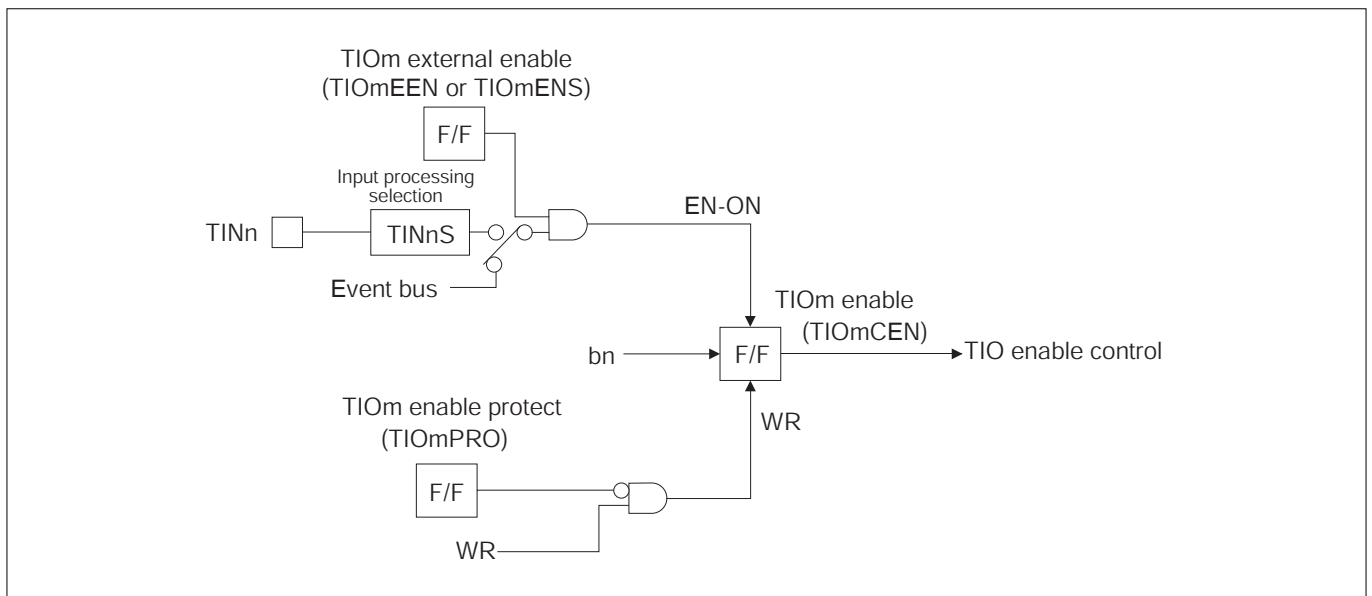 TIOm external enable
(TIOmEEN or TIOmENS)
F/F
Input processing
selection
TINn
TINnS
EN-ON
Event bus
TIOm enable
(TIOmCEN)
bn
F/F
TIO enable control
TIOm enable protect
(TIOmPRO)
WR
F/F
WR